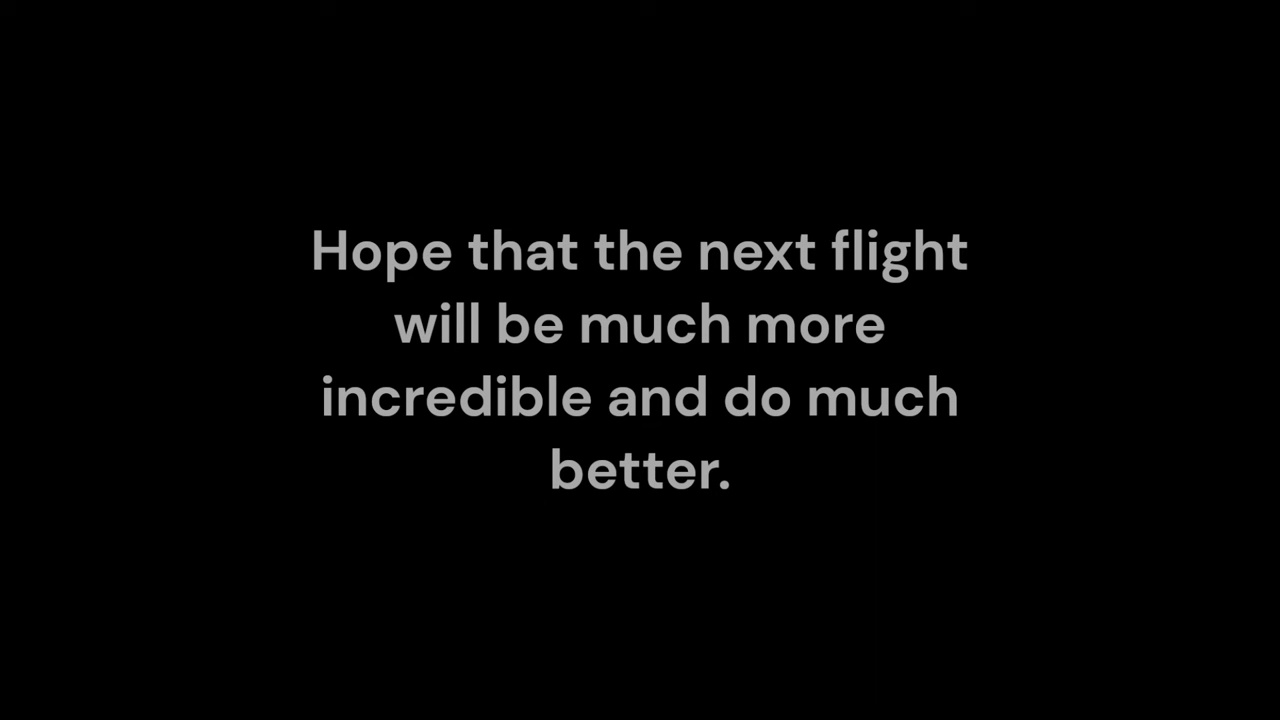 Hope that the next flight
will be much more
incredible and do much
better.